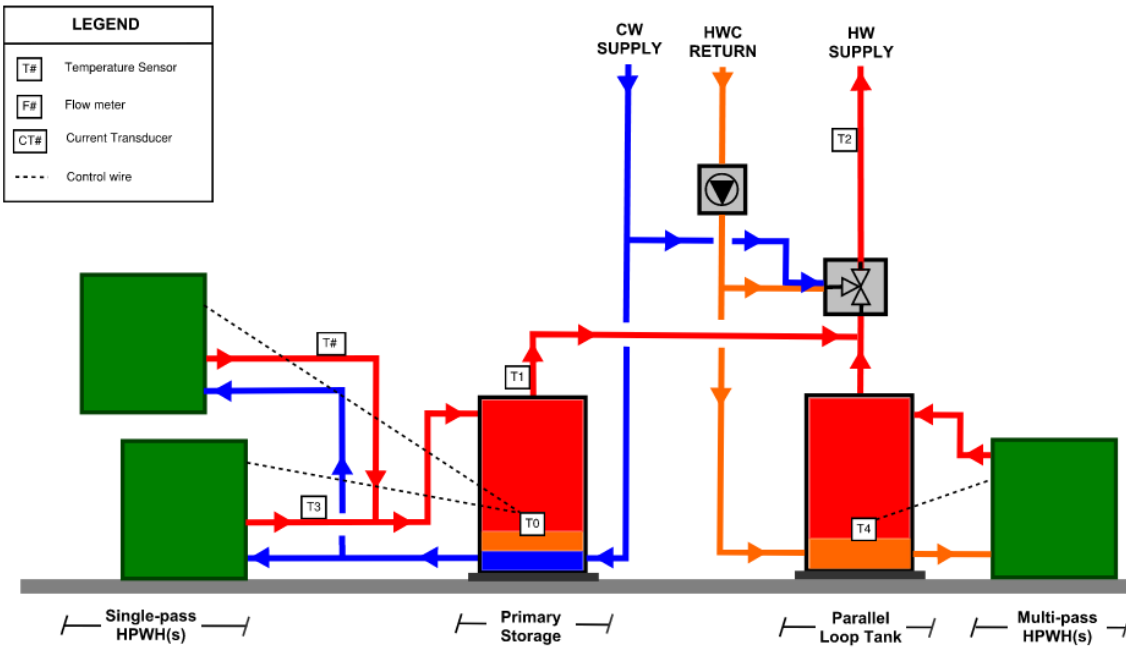 LEGEND
T# Temperature Sensor
F# Flow meter
CT# Current Transducer
Control wire
CW
SUPPLY
HWC
RETURN
HW
SUPPLY
T2
T#
T1
T3
T0
T4
Single-pass
HPWH(s)
Primary
Storage
Parallel
Loop Tank
Multi-pass
HPWH(s)